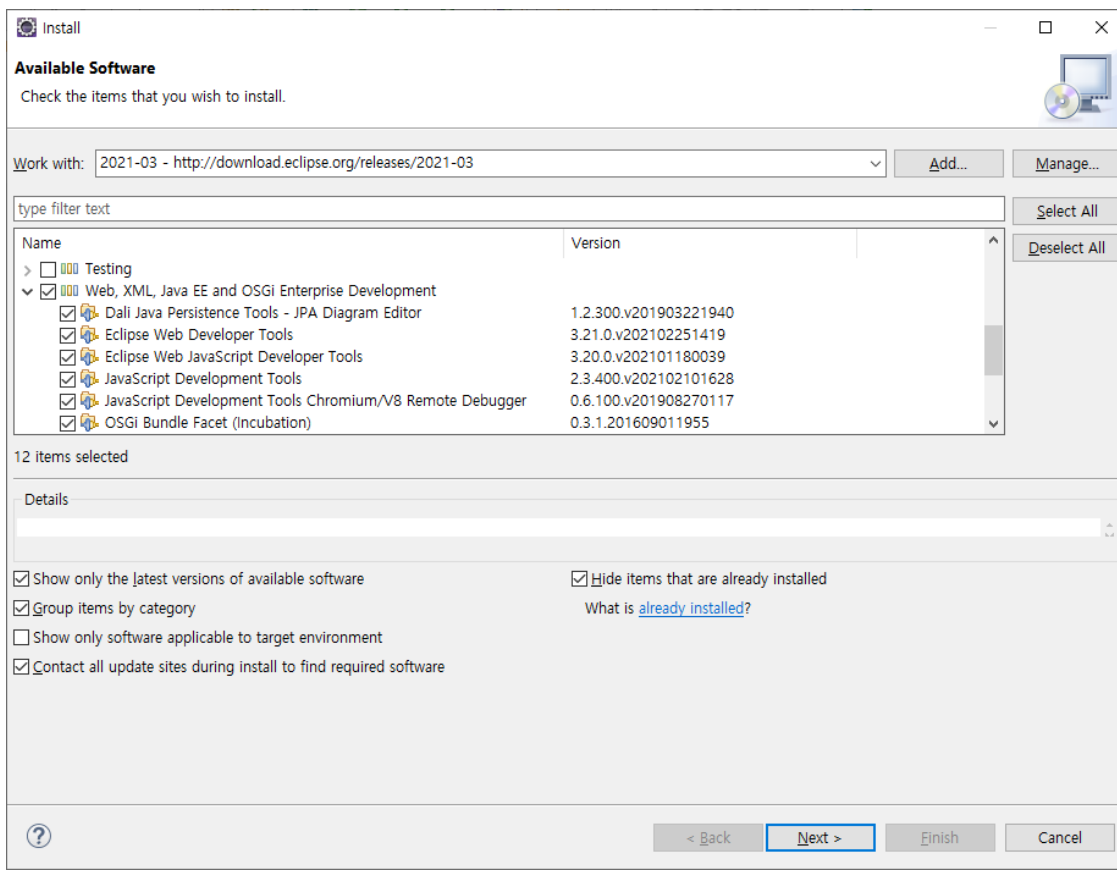 Install
Available Software
Check the items that you wish to install.
Work with: 2021-03 - http://download.eclipse.org/releases/2021-03 Add... Manage...
type filter text Select All
Deselect All
Name Version
Testing
Web, XML, Java EE and OSGi Enterprise Development
Dali Java Persistence Tools - JPA Diagram Editor 1.2.300.v201903221940
Eclipse Web Developer Tools 3.21.0.v202102251419
Eclipse Web JavaScript Developer Tools 3.20.0.v202101180039
JavaScript Development Tools 2.3.400.v202102101628
JavaScript Development Tools Chromium/V8 Remote Debugger 0.6.100.v201908270117
OSGi Bundle Facet (Incubation) 0.3.1.201609011955
12 items selected
Details
Show only the latest versions of available software Hide items that are already installed
Group items by category What is already installed?
Show only software applicable to target environment
Contact all update sites during install to find required software
? < Back Next > Finish Cancel